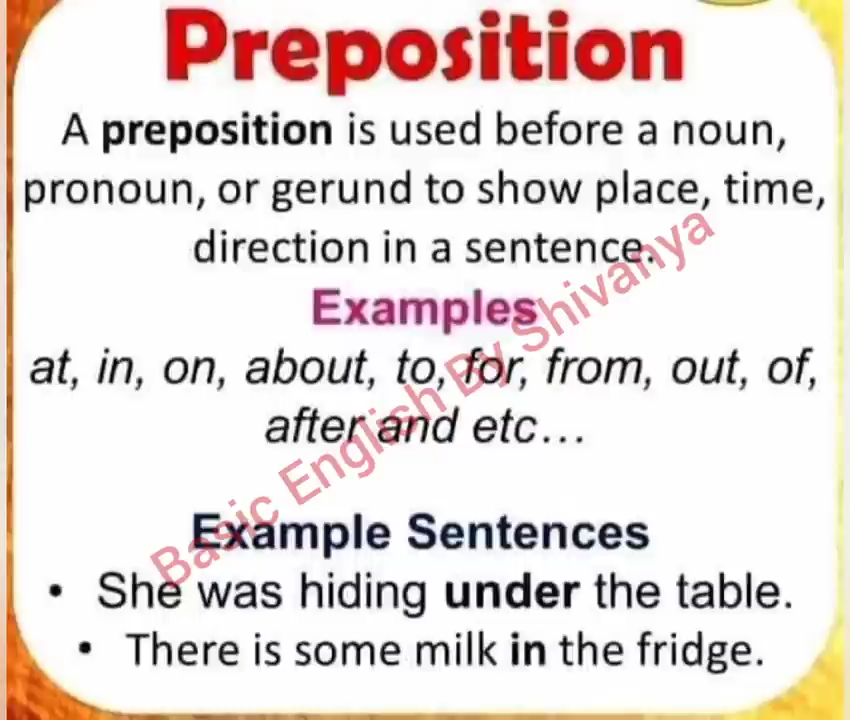 Preposition
A preposition is used before a noun,
pronoun, or gerund to show place, time,
direction in a sentence.
Examples
at, in, on, about, to, for, from, out, of,
after and etc...
Example Sentences
• She was hiding under the table.
• There is some milk in the fridge.
Basic English By Shivanya